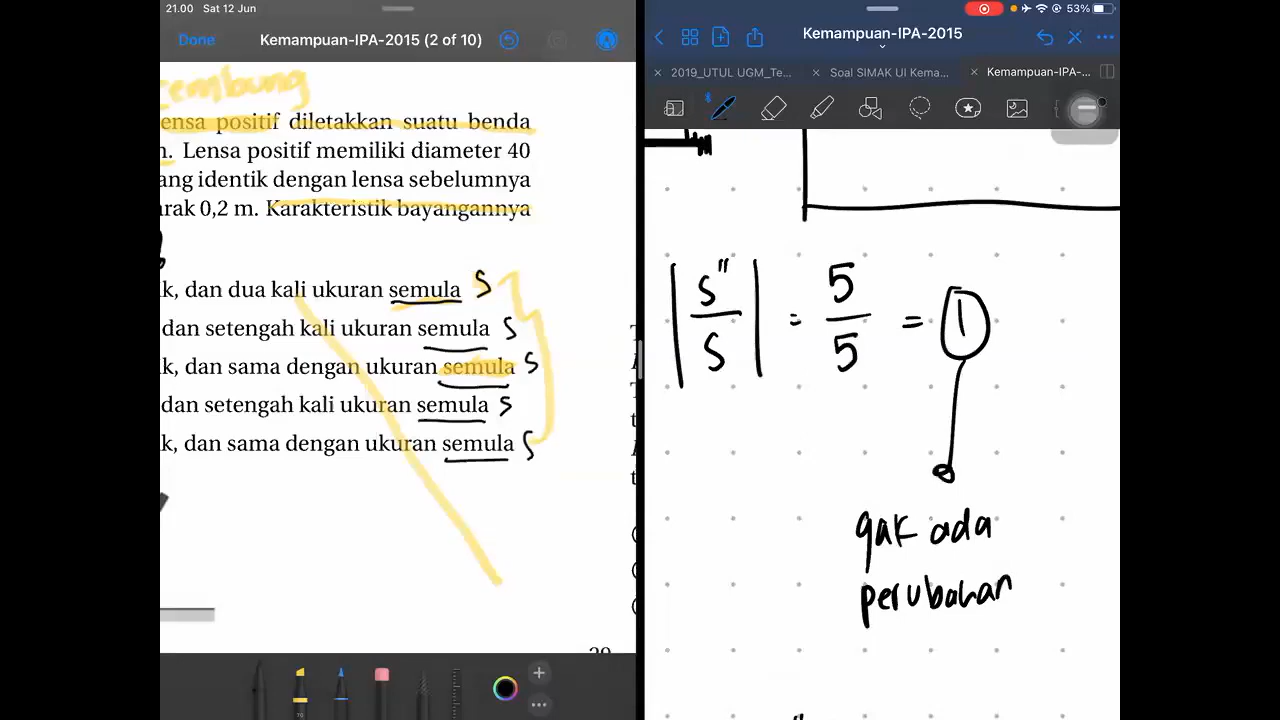 21.00 Sat 12 Jun
Done
Kemampuan-IPA-2015 (2 of 10)
cembung
ensa positif diletakkan suatu benda
n. Lensa positif memiliki diameter 40
ang identik dengan lensa sebelumnya
arak 0,2 m. Karakteristik bayangannya
k, dan dua kali ukuran semula S
dan setengah kali ukuran semula S
k, dan sama dengan ukuran semula S
dan setengah kali ukuran semula S
k, dan sama dengan ukuran semula S
53%
Kemampuan-IPA-2015
2019_UTUL UGM_Te...
Soal SIMAK UI Kema...
Kemampuan-IPA-...
|S"/S| = 5/5 = 1
gak ada
perubahan